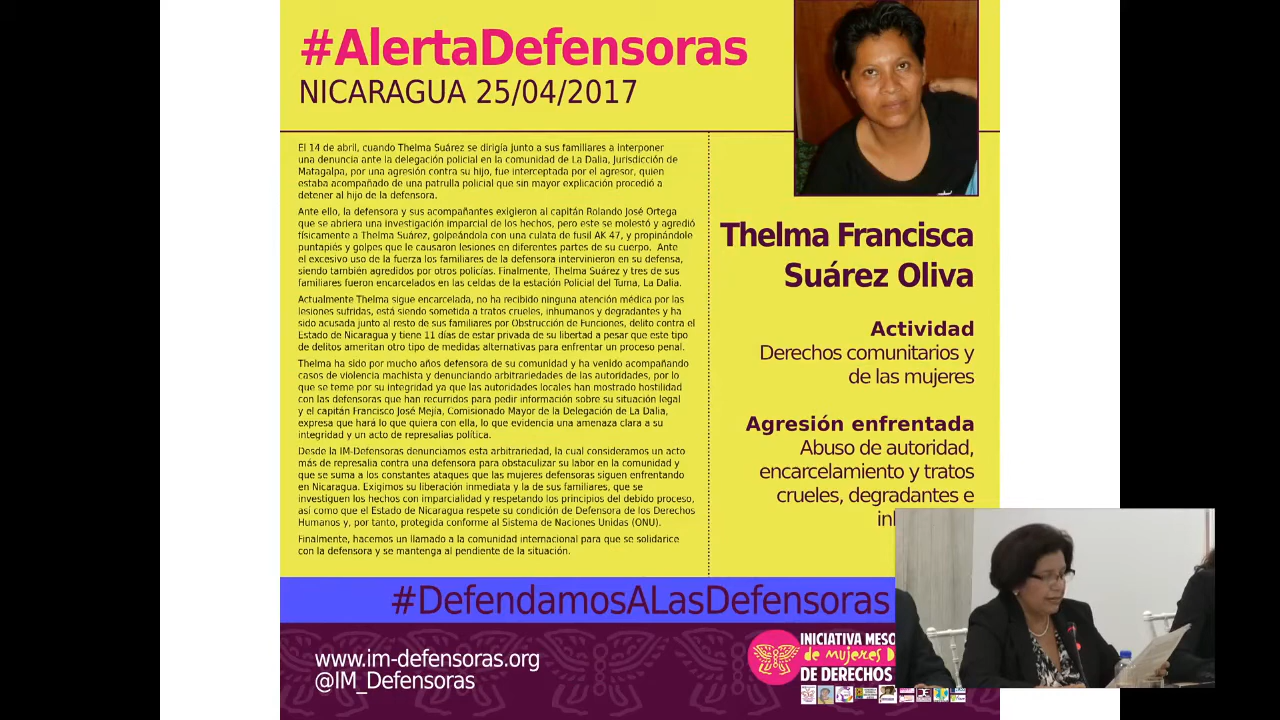 #AlertaDefensoras
NICARAGUA 25/04/2017
El 14 de abril, cuando Thelma Suárez se dirigía junto a sus familiares a interponer
una denuncia ante la delegación policial en la comunidad de La Dalia, Jurisdicción de
Matagalpa, por una agresión contra su hijo, fue interceptada por el agresor, quien
estaba acompañado de una patrulla policial que sin mayor explicación procedió a
detener al hijo de la defensora.
Ante ello, la defensora y sus acompañantes exigieron al capitán Rolando José Ortega
que se abriera una investigación imparcial de los hechos, pero este se molestó y agredió
físicamente a Thelma Suárez, golpeándola con una culata de fusil AK 47, y propinándole
puntapiés y golpes que le causaron lesiones en diferentes partes de su cuerpo. Ante
el excesivo uso de la fuerza los familiares de la defensora intervinieron en su defensa,
siendo también agredidos por otros policías. Finalmente, Thelma Suárez y tres de sus
familiares fueron encarcelados en las celdas de la estación Policial del Tuma, La Dalia.
Actualmente Thelma sigue encarcelada, no ha recibido ninguna atención médica por las
lesiones sufridas, está siendo sometida a tratos crueles, inhumanos y degradantes y ha
sido acusada junto al resto de sus familiares por Obstrucción de Funciones, delito contra el
Estado de Nicaragua y tiene 11 días de estar privada de su libertad a pesar que este tipo
de delitos ameritan otro tipo de medidas alternativas para enfrentar un proceso penal.
Thelma ha sido por mucho años defensora de su comunidad y ha venido acompañando
casos de violencia machista y denunciando arbitrariedades de las autoridades, por lo
que se teme por su integridad ya que las autoridades locales han mostrado hostilidad
con las defensoras que han recurridos para pedir información sobre su situación legal
y el capitán Francisco José Mejía, Comisionado Mayor de la Delegación de La Dalia,
expresa que hará lo que quiera con ella, lo que evidencia una amenaza clara a su
integridad y un acto de represalias política.
Desde la IM-Defensoras denunciamos esta arbitrariedad, la cual consideramos un acto
más de represalia contra una defensora para obstaculizar su labor en la comunidad y
que se suma a los constantes ataques que las mujeres defensoras siguen enfrentando
en Nicaragua. Exigimos su liberación inmediata y la de sus familiares, que se
investiguen los hechos con imparcialidad y respetando los principios del debido proceso,
así como que el Estado de Nicaragua respete su condición de Defensora de los Derechos
Humanos y, por tanto, protegida conforme al Sistema de Naciones Unidas (ONU).
Finalmente, hacemos un llamado a la comunidad internacional para que se solidarice
con la defensora y se mantenga al pendiente de la situación.
Thelma Francisca
Suárez Oliva
Actividad
Derechos comunitarios y
de las mujeres
Agresión enfrentada
Abuso de autoridad,
encarcelamiento y tratos
crueles, degradantes e
#DefendamosALasDefensoras
www.im-defensoras.org
@IM_Defensoras
INICIATIVA
de mujeres
DE DERECHOS